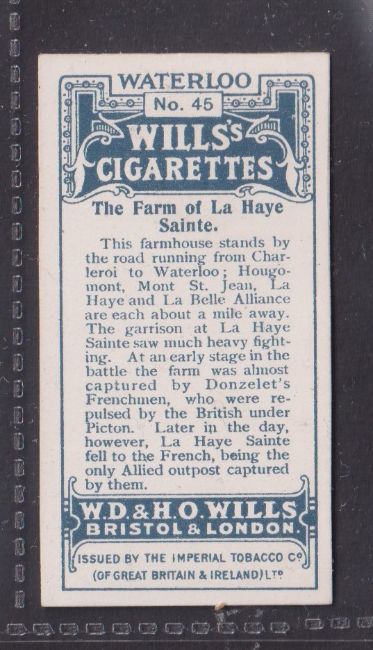 WATERLOO
No. 45
WILLS'S
CIGARETTES
The Farm of La Haye
Sainte.
This farmhouse stands by
the road running from Char-
leroi to Waterloo; Hougo-
mont, Mont St. Jean, La
Haye and La Belle Alliance
are each about a mile away.
The garrison at La Haye
Sainte saw much heavy fight-
ing. At an early stage in the
battle the farm was almost
captured by Donzelet's
Frenchmen, who were re-
pulsed by the British under
Picton. Later in the day,
however, La Haye Sainte
fell to the French, being the
only Allied outpost captured
by them.
W.D. & H.O. WILLS
BRISTOL & LONDON.
ISSUED BY THE IMPERIAL TOBACCO Co
(OF GREAT BRITAIN & IRELAND) LTD